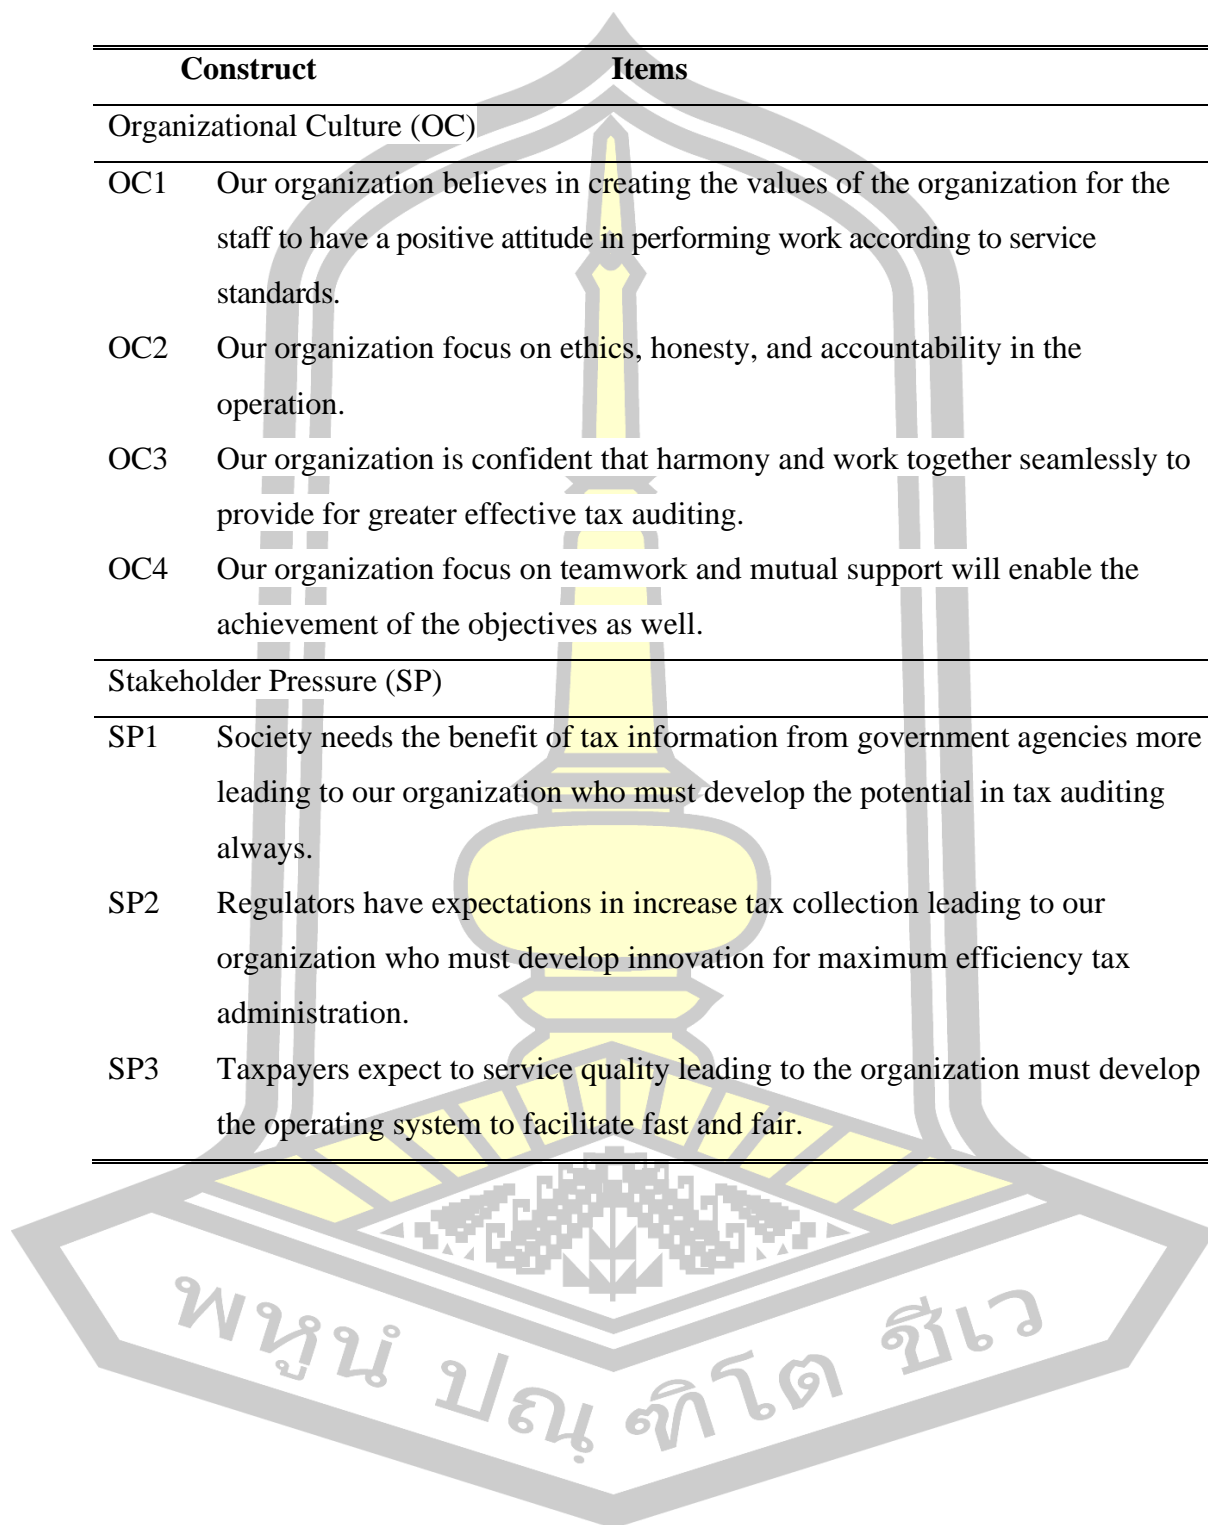 Construct Items
Organizational Culture (OC)
OC1 Our organization believes in creating the values of the organization for the
staff to have a positive attitude in performing work according to service
standards.
OC2 Our organization focus on ethics, honesty, and accountability in the
operation.
OC3 Our organization is confident that harmony and work together seamlessly to
provide for greater effective tax auditing.
OC4 Our organization focus on teamwork and mutual support will enable the
achievement of the objectives as well.
Stakeholder Pressure (SP)
SP1 Society needs the benefit of tax information from government agencies more
leading to our organization who must develop the potential in tax auditing
always.
SP2 Regulators have expectations in increase tax collection leading to our
organization who must develop innovation for maximum efficiency tax
administration.
SP3 Taxpayers expect to service quality leading to the organization must develop
the operating system to facilitate fast and fair.
พหูนํ ปณฺฑิโต ชีเว